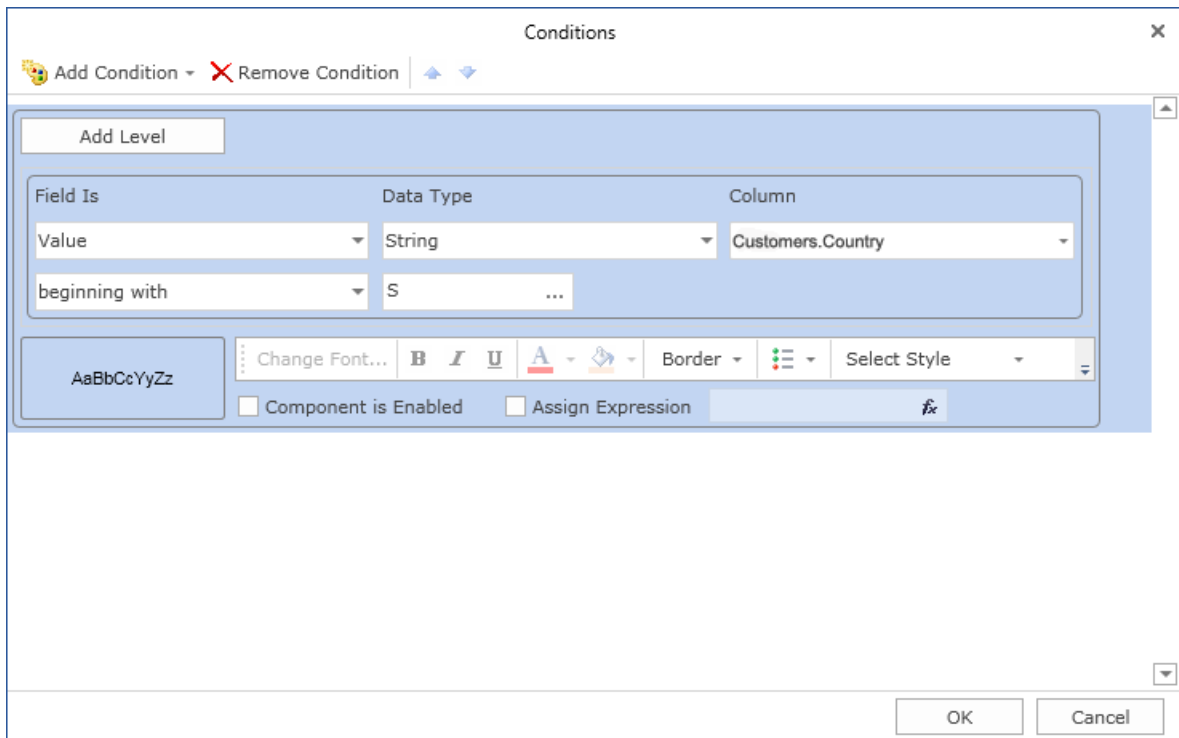 Conditions
Add Condition Remove Condition
Add Level
Field Is Data Type Column
Value String Customers.Country
beginning with S ...
AaBbCcYyZz Change Font... B I U A Border Select Style
Component is Enabled Assign Expression fx
OK Cancel